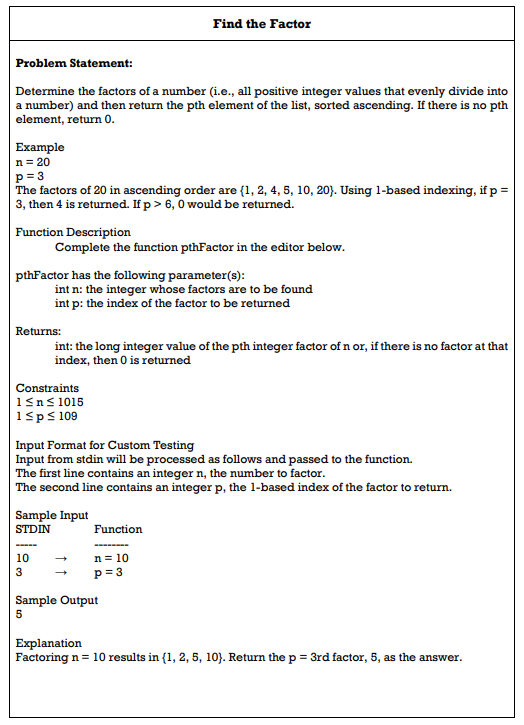 Find the Factor
Problem Statement:
Determine the factors of a number (i.e., all positive integer values that evenly divide into
a number) and then return the pth element of the list, sorted ascending. If there is no pth
element, return 0.
Example
n = 20
p = 3
The factors of 20 in ascending order are {1, 2, 4, 5, 10, 20}. Using 1-based indexing, if p =
3, then 4 is returned. If p > 6, 0 would be returned.
Function Description
Complete the function pthFactor in the editor below.
pthFactor has the following parameter(s):
int n: the integer whose factors are to be found
int p: the index of the factor to be returned
Returns:
int: the long integer value of the pth integer factor of n or, if there is no factor at that
index, then 0 is returned
Constraints
1 ≤ n ≤ 1015
1 ≤ p ≤ 109
Input Format for Custom Testing
Input from stdin will be processed as follows and passed to the function.
The first line contains an integer n, the number to factor.
The second line contains an integer p, the 1-based index of the factor to return.
Sample Input
STDIN Function
----- --------
10 → n = 10
3 → p = 3
Sample Output
5
Explanation
Factoring n = 10 results in {1, 2, 5, 10}. Return the p = 3rd factor, 5, as the answer.